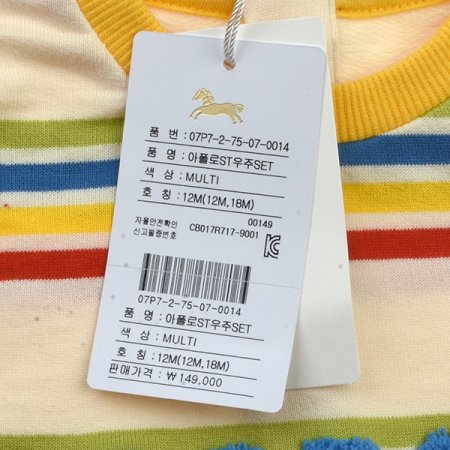 품 번 : 07P7-2-75-07-0014
품 명 : 아폴로ST우주SET
색 상 : MULTI
호 칭 : 12M(12M,18M)
00149
자율안전확인
신고필증번호 CB017R717-9001
07P7-2-75-07-0014
품 명 : 아폴로ST우주SET
색 상 : MULTI
호 칭 : 12M(12M,18M)
판매가격 : ₩ 149,000